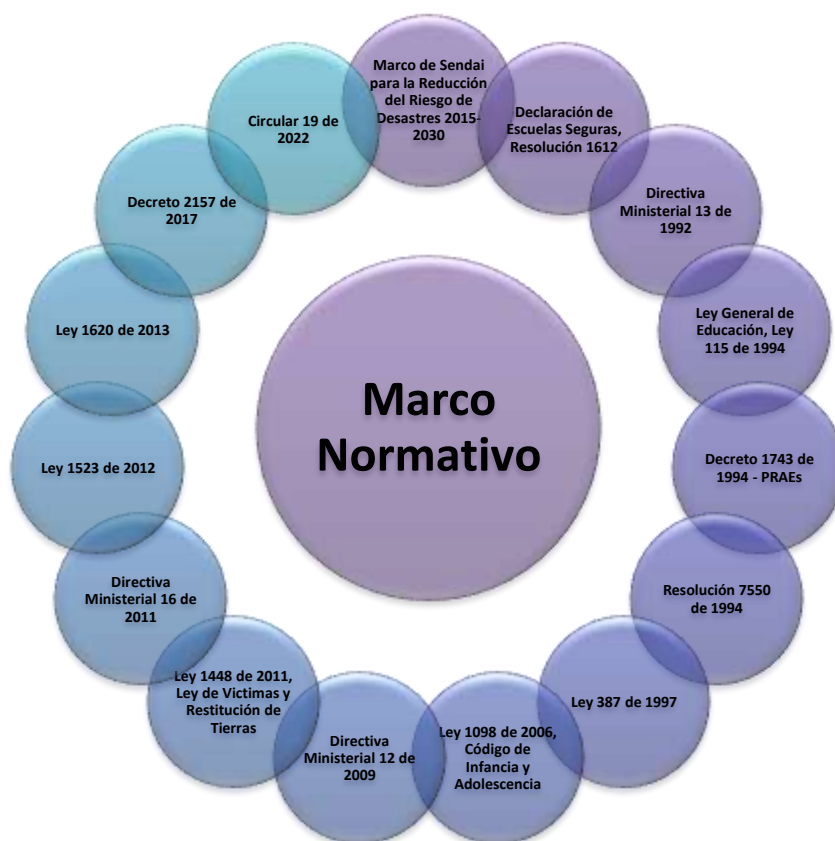 Marco de Sendai
para la Reducción
del Riesgo de
Desastres 2015-
2030
Declaración de
Escuelas Seguras,
Resolución 1612
Directiva
Ministerial 13 de
1992
Ley General de
Educación, Ley
115 de 1994
Decreto 1743 de
1994 - PRAEs
Resolución 7550
de 1994
Ley 387 de 1997
Ley 1098 de 2006,
Código de
Infancia y
Adolescencia
Directiva
Ministerial 12 de
2009
Ley 1448 de 2011,
Ley de Victimas y
Restitución de
Tierras
Directiva
Ministerial 16 de
2011
Ley 1523 de 2012
Ley 1620 de 2013
Decreto 2157 de
2017
Circular 19 de
2022
Marco
Normativo